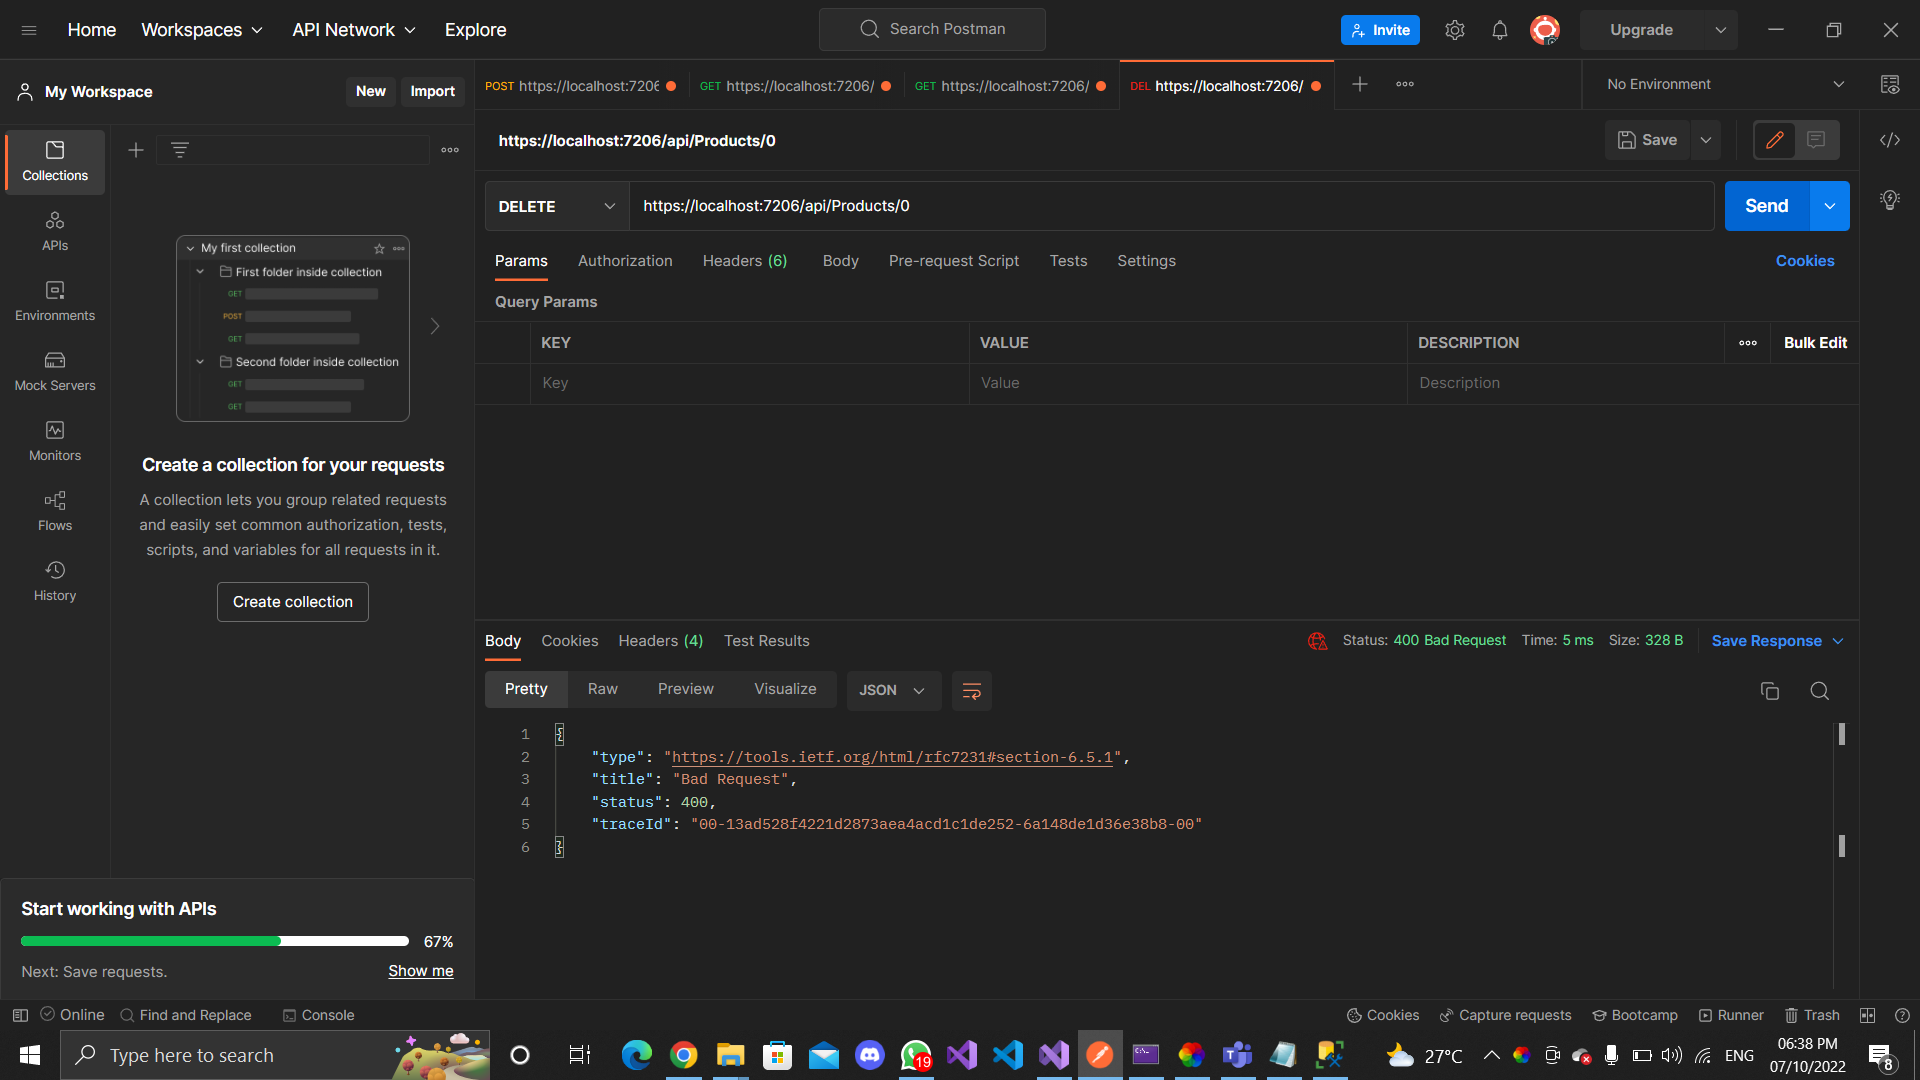 Home
Workspaces
API Network
Explore
Search Postman
Invite
Upgrade
My Workspace
New
Import
POST https://localhost:7206
GET https://localhost:7206/
GET https://localhost:7206/
DEL https://localhost:7206/
No Environment
https://localhost:7206/api/Products/0
Save
Collections
APIs
Environments
Mock Servers
Monitors
Flows
History
My first collection
First folder inside collection
GET
POST
GET
Second folder inside collection
GET
GET
Create a collection for your requests
A collection lets you group related requests
and easily set common authorization, tests,
scripts, and variables for all requests in it.
Create collection
DELETE
https://localhost:7206/api/Products/0
Send
Params
Authorization
Headers (6)
Body
Pre-request Script
Tests
Settings
Cookies
Query Params
KEY
VALUE
DESCRIPTION
Bulk Edit
Key
Value
Description
Body
Cookies
Headers (4)
Test Results
Status: 400 Bad Request
Time: 5 ms
Size: 328 B
Save Response
Pretty
Raw
Preview
Visualize
JSON
1 {
2 "type": "https://tools.ietf.org/html/rfc7231#section-6.5.1",
3 "title": "Bad Request",
4 "status": 400,
5 "traceId": "00-13ad528f4221d2873aea4acd1c1de252-6a148de1d36e38b8-00"
6 }
Start working with APIs
67%
Next: Save requests.
Show me
Online
Find and Replace
Console
Cookies
Capture requests
Bootcamp
Runner
Trash
Type here to search
19
27°C
ENG
06:38 PM
07/10/2022
8